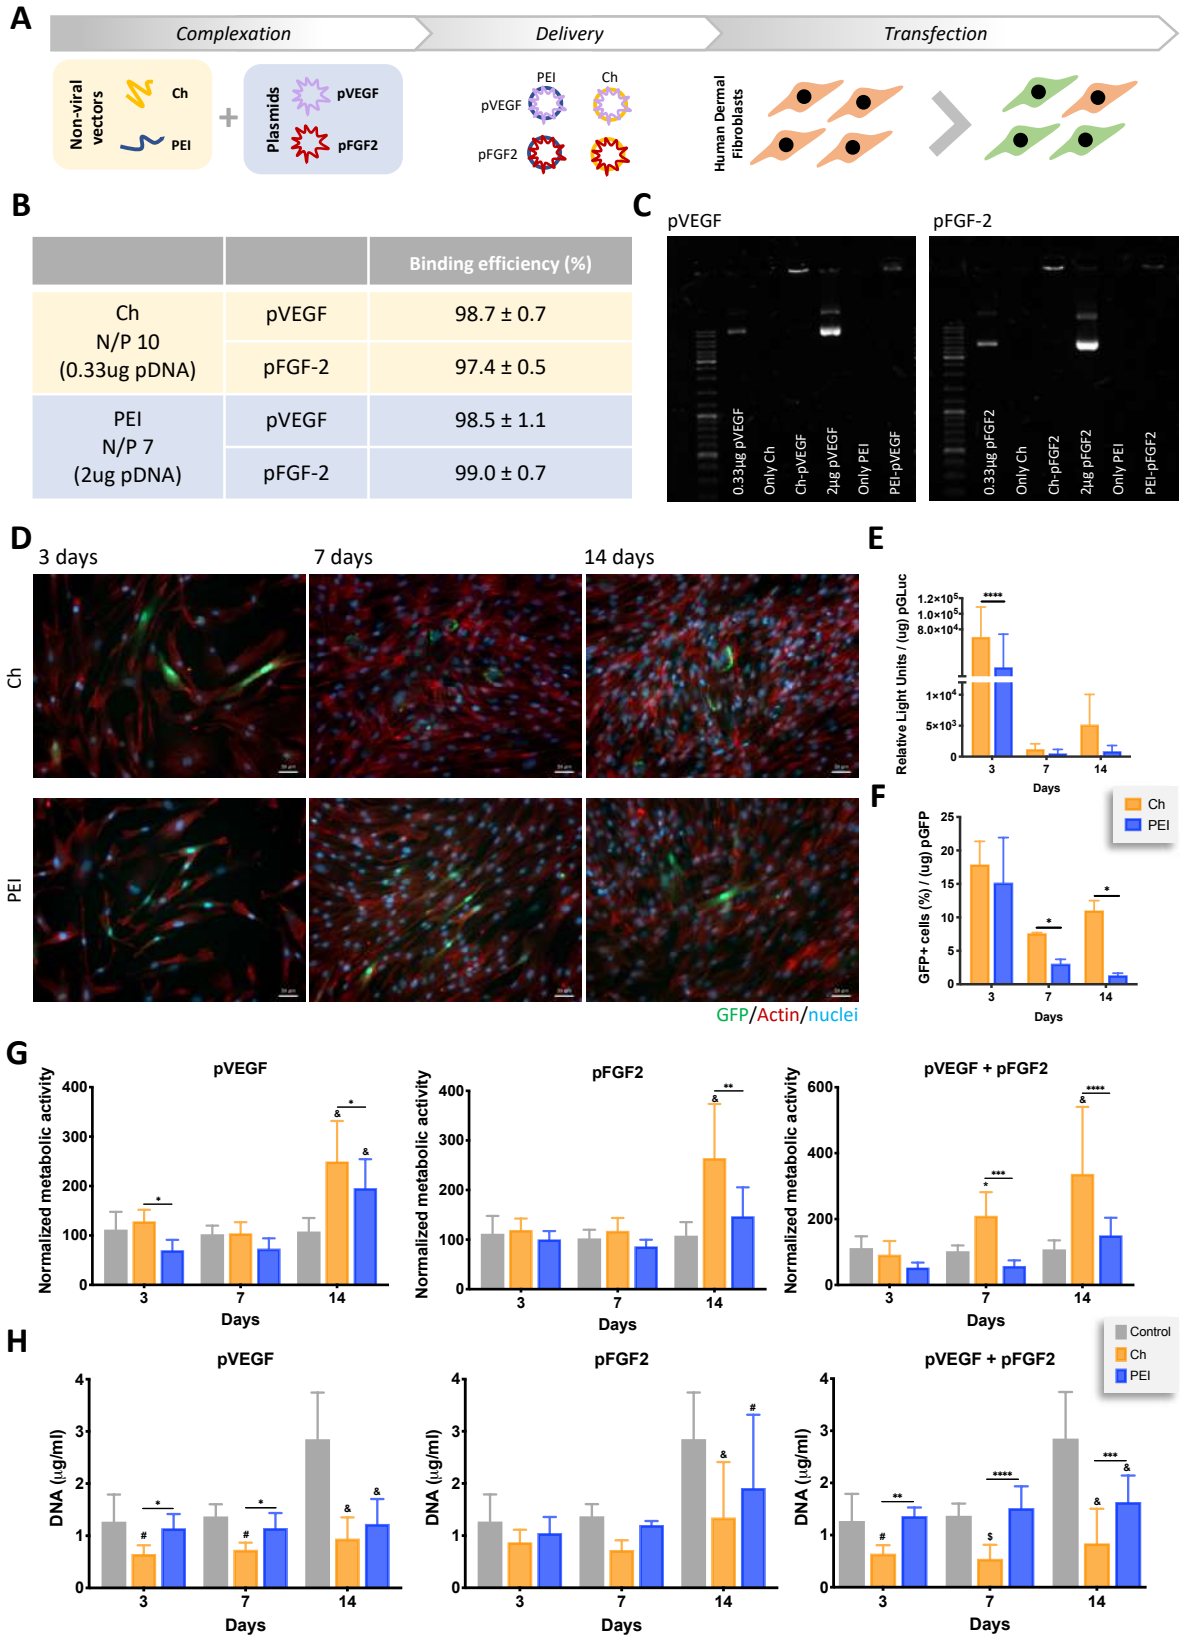 A
Complexation
Delivery
Transfection
Non-viral
vectors
Ch
PEI
+
Plasmids
pVEGF
pFGF2
PEI
Ch
pVEGF
pFGF2
Human Dermal
Fibroblasts
B
Binding efficiency (%)
Ch
N/P 10
(0.33ug pDNA)
pVEGF
98.7 ± 0.7
pFGF-2
97.4 ± 0.5
PEI
N/P 7
(2ug pDNA)
pVEGF
98.5 ± 1.1
pFGF-2
99.0 ± 0.7
C
pVEGF
0.33µg pVEGF
Only Ch
Ch-pVEGF
2µg pVEGF
Only PEI
PEI-pVEGF
pFGF-2
0.33µg pFGF2
Only Ch
Ch-pFGF2
2µg pFGF2
Only PEI
PEI-pFGF2
D
3 days
7 days
14 days
Ch
PEI
GFP/Actin/nuclei
E
Relative Light Units / (ug) pGLuc
1.2×10⁵
1.0×10⁵
8.0×10⁴
1×10⁴
5×10³
0
****
3
7
14
Days
F
Ch
PEI
GFP+ cells (%) / (ug) pGFP
25
20
15
10
5
0
*
*
3
7
14
Days
G
pVEGF
Normalized metabolic activity
400
300
200
100
0
*
&
*
&
3
7
14
Days
pFGF2
Normalized metabolic activity
400
300
200
100
0
&
**
3
7
14
Days
pVEGF + pFGF2
Normalized metabolic activity
600
400
200
0
*
***
&
****
3
7
14
Days
Control
Ch
PEI
H
pVEGF
DNA (µg/ml)
4
3
2
1
0
#
*
#
*
&
&
3
7
14
Days
pFGF2
DNA (µg/ml)
4
3
2
1
0
&
#
3
7
14
Days
pVEGF + pFGF2
DNA (µg/ml)
4
3
2
1
0
#
**
$
****
&
***
&
3
7
14
Days